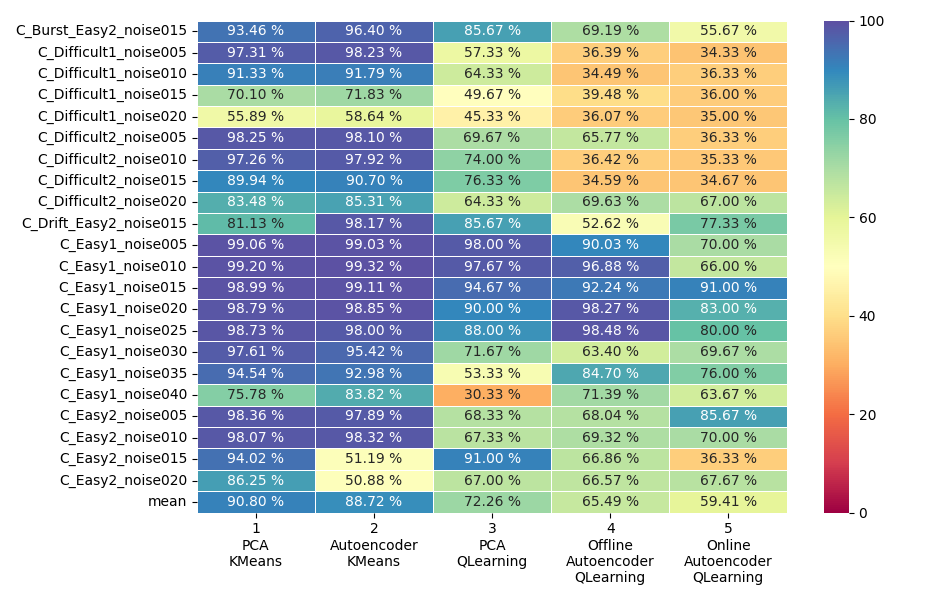 C_Burst_Easy2_noise015 93.46 % 96.40 % 85.67 % 69.19 % 55.67 % 100
C_Difficult1_noise005 97.31 % 98.23 % 57.33 % 36.39 % 34.33 %
C_Difficult1_noise010 91.33 % 91.79 % 64.33 % 34.49 % 36.33 %
C_Difficult1_noise015 70.10 % 71.83 % 49.67 % 39.48 % 36.00 %
C_Difficult1_noise020 55.89 % 58.64 % 45.33 % 36.07 % 35.00 % 80
C_Difficult2_noise005 98.25 % 98.10 % 69.67 % 65.77 % 36.33 %
C_Difficult2_noise010 97.26 % 97.92 % 74.00 % 36.42 % 35.33 %
C_Difficult2_noise015 89.94 % 90.70 % 76.33 % 34.59 % 34.67 %
C_Difficult2_noise020 83.48 % 85.31 % 64.33 % 69.63 % 67.00 %
C_Drift_Easy2_noise015 81.13 % 98.17 % 85.67 % 52.62 % 77.33 % 60
C_Easy1_noise005 99.06 % 99.03 % 98.00 % 90.03 % 70.00 %
C_Easy1_noise010 99.20 % 99.32 % 97.67 % 96.88 % 66.00 %
C_Easy1_noise015 98.99 % 99.11 % 94.67 % 92.24 % 91.00 %
C_Easy1_noise020 98.79 % 98.85 % 90.00 % 98.27 % 83.00 % 40
C_Easy1_noise025 98.73 % 98.00 % 88.00 % 98.48 % 80.00 %
C_Easy1_noise030 97.61 % 95.42 % 71.67 % 63.40 % 69.67 %
C_Easy1_noise035 94.54 % 92.98 % 53.33 % 84.70 % 76.00 %
C_Easy1_noise040 75.78 % 83.82 % 30.33 % 71.39 % 63.67 %
C_Easy2_noise005 98.36 % 97.89 % 68.33 % 68.04 % 85.67 % 20
C_Easy2_noise010 98.07 % 98.32 % 67.33 % 69.32 % 70.00 %
C_Easy2_noise015 94.02 % 51.19 % 91.00 % 66.86 % 36.33 %
C_Easy2_noise020 86.25 % 50.88 % 67.00 % 66.57 % 67.67 %
mean 90.80 % 88.72 % 72.26 % 65.49 % 59.41 % 0
1 2 3 4 5
PCA Autoencoder PCA Offline Online
KMeans KMeans QLearning Autoencoder Autoencoder
QLearning QLearning